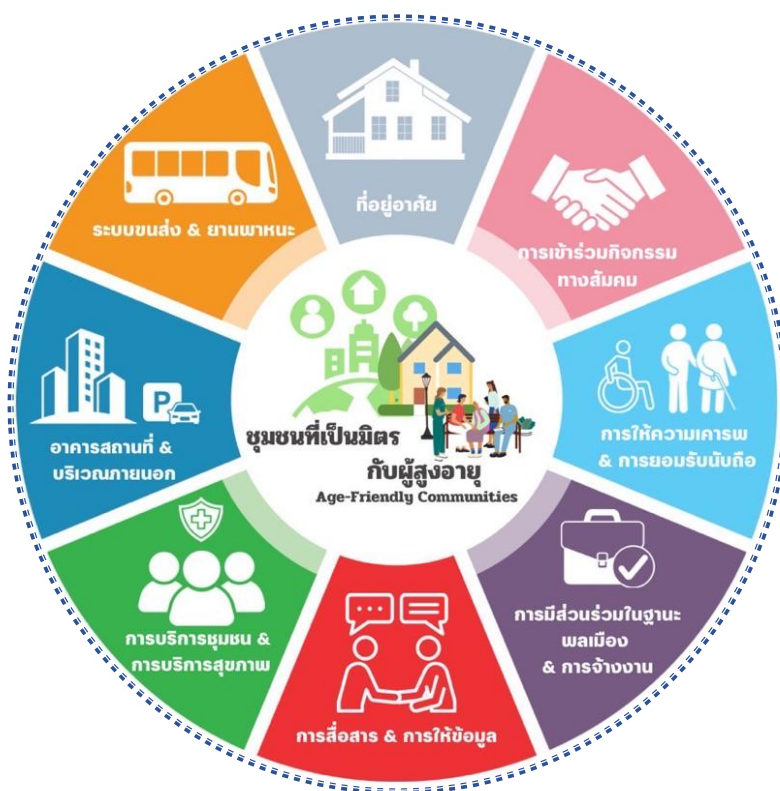 ที่อยู่อาศัย
การเข้าร่วมกิจกรรม
ทางสัมคม
การให้ความเคารพ
& การยอมรับนับถือ
การมีส่วนร่วมในฐานะ
พลเมือง
& การจ้างงาน
การสื่อสาร & การให้ข้อมูล
การบริการชุมชน &
การบริการสุขภาพ
อาคารสถานที่ &
บริเวณภายนอก
P
ระบบขนส่ง & ยานพาหนะ
ชุมชนที่เป็นมิตร
กับผู้สูงอายุ
Age-Friendly Communities